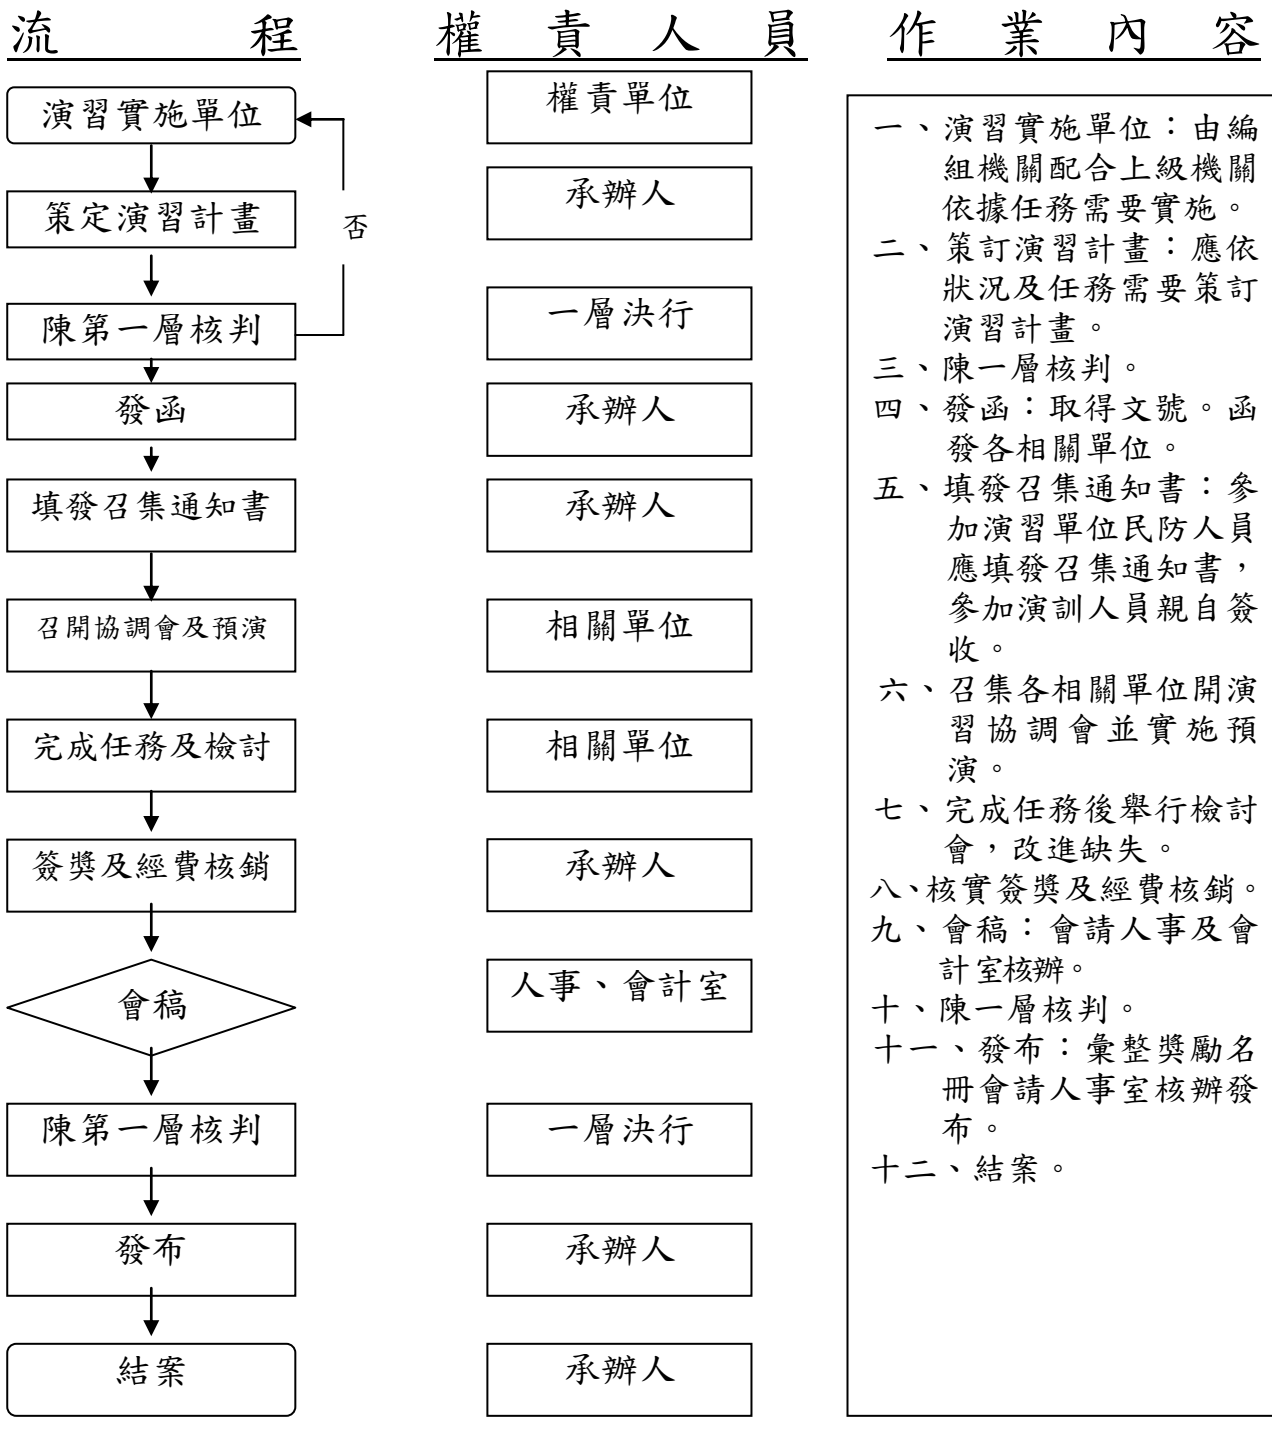 流程
權責人員
作業內容
演習實施單位
策定演習計畫
否
陳第一層核判
發函
填發召集通知書
召開協調會及預演
完成任務及檢討
簽獎及經費核銷
會稿
陳第一層核判
發布
結案
權責單位
承辦人
一層決行
承辦人
承辦人
相關單位
相關單位
承辦人
人事、會計室
一層決行
承辦人
承辦人
一、演習實施單位：由編
組機關配合上級機關
依據任務需要實施。
二、策訂演習計畫：應依
狀況及任務需要策訂
演習計畫。
三、陳一層核判。
四、發函：取得文號。函
發各相關單位。
五、填發召集通知書：參
加演習單位民防人員
應填發召集通知書，
參加演訓人員親自簽
收。
六、召集各相關單位開演
習協調會並實施預
演。
七、完成任務後舉行檢討
會，改進缺失。
八、核實簽獎及經費核銷。
九、會稿：會請人事及會
計室核辦。
十、陳一層核判。
十一、發布：彙整獎勵名
冊會請人事室核辦發
布。
十二、結案。